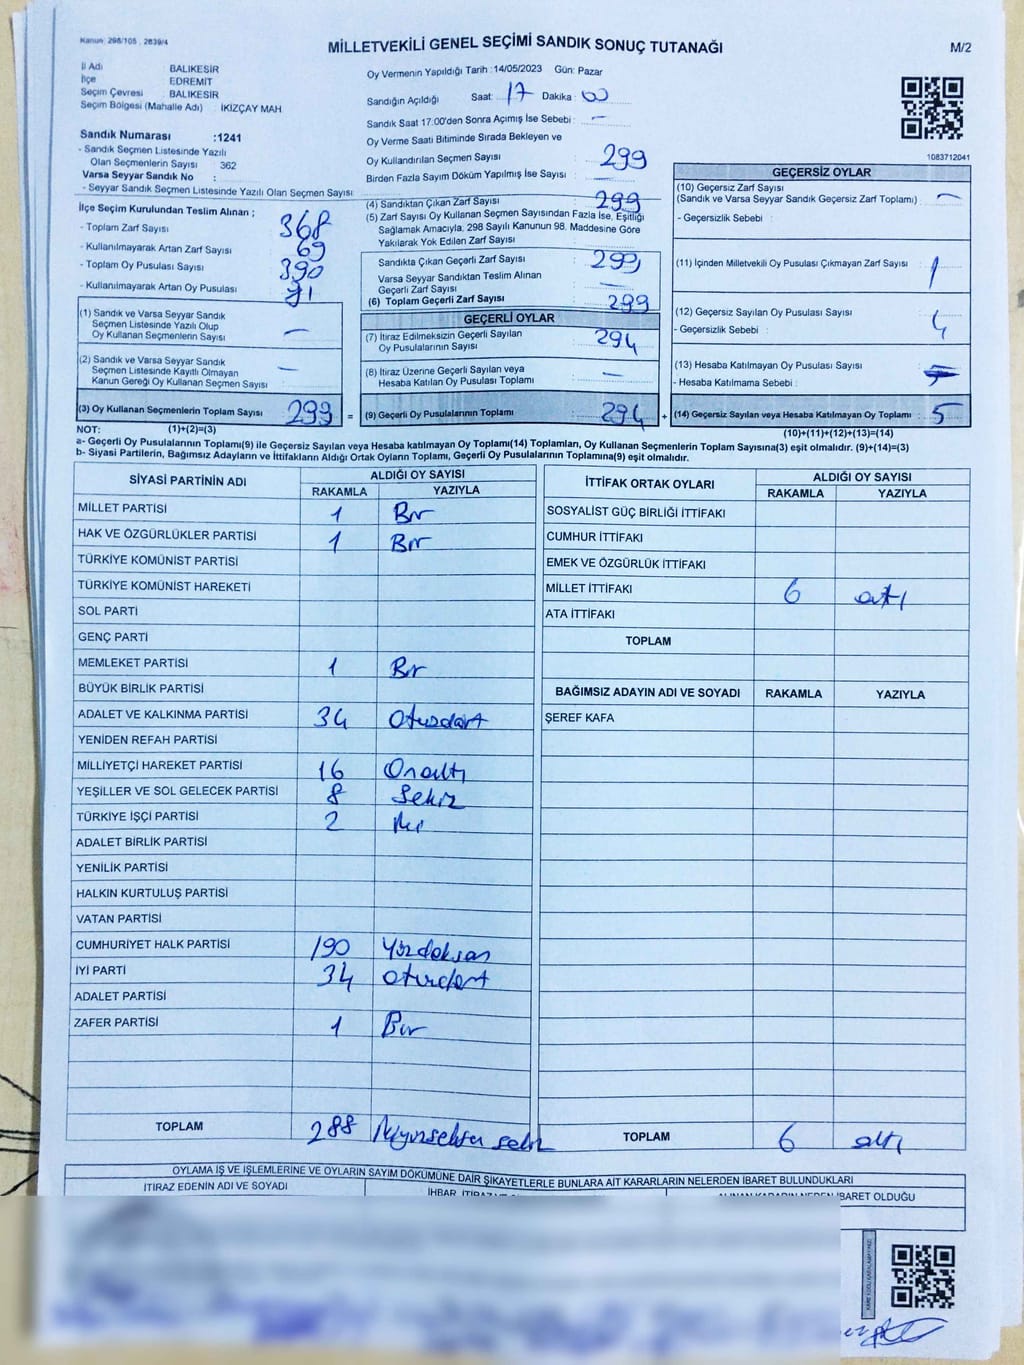 Kanun: 298/105 , 2839/4
MİLLETVEKİLİ GENEL SEÇİMİ SANDIK SONUÇ TUTANAĞI
M/2
İl Adı BALIKESİR
İlçe EDREMİT
Seçim Çevresi BALIKESİR
Seçim Bölgesi (Mahalle Adı) : İKİZÇAY MAH
Sandık Numarası :1241
- Sandık Seçmen Listesinde Yazılı
Olan Seçmenlerin Sayısı : 362
Varsa Seyyar Sandık No :
- Seyyar Sandık Seçmen Listesinde Yazılı Olan Seçmen Sayısı :
Oy Vermenin Yapıldığı Tarih :14/05/2023 Gün: Pazar
Sandığın Açıldığı Saat: 17 Dakika : 00
Sandık Saat 17:00'den Sonra Açımış İse Sebebi : —
Oy Verme Saati Bitiminde Sırada Bekleyen ve
Oy Kullandırılan Seçmen Sayısı : 299
Birden Fazla Sayım Döküm Yapılmış İse Sayısı : —
1083712041
İlçe Seçim Kurulundan Teslim Alınan ;
- Toplam Zarf Sayısı : 368
- Kullanılmayarak Artan Zarf Sayısı : 69
- Toplam Oy Pusulası Sayısı : 390
- Kullanılmayarak Artan Oy Pusulası : 91
(1) Sandık ve Varsa Seyyar Sandık
Seçmen Listesinde Yazılı Olup
Oy Kullanan Seçmenlerin Sayısı : —
(2) Sandık ve Varsa Seyyar Sandık
Seçmen Listesinde Kayıtlı Olmayan
Kanun Gereği Oy Kullanan Seçmen Sayısı : —
(3) Oy Kullanan Seçmenlerin Toplam Sayısı : 299 =
(4) Sandıktan Çıkan Zarf Sayısı : 299
(5) Zarf Sayısı Oy Kullanan Seçmen Sayısından Fazla İse, Eşitliği
Sağlamak Amacıyla, 298 Sayılı Kanunun 98. Maddesine Göre
Yakılarak Yok Edilen Zarf Sayısı :
Sandıkta Çıkan Geçerli Zarf Sayısı : 299
Varsa Seyyar Sandıktan Teslim Alınan
Geçerli Zarf Sayısı : —
(6) Toplam Geçerli Zarf Sayısı : 299
GEÇERLİ OYLAR
(7) İtiraz Edilmeksizin Geçerli Sayılan
Oy Pusulalarının Sayısı : 294
(8) İtiraz Üzerine Geçerli Sayılan veya
Hesaba Katılan Oy Pusulası Toplamı : —
(9) Geçerli Oy Pusulalarının Toplamı : 294 +
GEÇERSİZ OYLAR
(10) Geçersiz Zarf Sayısı
(Sandık ve Varsa Seyyar Sandık Geçersiz Zarf Toplamı) : —
- Geçersizlik Sebebi :
(11) İçinden Milletvekili Oy Pusulası Çıkmayan Zarf Sayısı : 1
(12) Geçersiz Sayılan Oy Pusulası Sayısı : 4
- Geçersizlik Sebebi :
(13) Hesaba Katılmayan Oy Pusulası Sayısı :
- Hesaba Katılmama Sebebi :
(14) Geçersiz Sayılan veya Hesaba Katılmayan Oy Toplamı : 5
NOT: (1)+(2)=(3)
(10)+(11)+(12)+(13)=(14)
a- Geçerli Oy Pusulalarının Toplamı(9) ile Geçersiz Sayılan veya Hesaba katılmayan Oy Toplamı(14) Toplamları, Oy Kullanan Seçmenlerin Toplam Sayısına(3) eşit olmalıdır. (9)+(14)=(3)
b- Siyasi Partilerin, Bağımsız Adayların ve İttifakların Aldığı Ortak Oyların Toplamı, Geçerli Oy Pusulalarının Toplamına(9) eşit olmalıdır.
SİYASİ PARTİNİN ADI ALDIĞI OY SAYISI
RAKAMLA YAZIYLA
MİLLET PARTİSİ 1 Bir
HAK VE ÖZGÜRLÜKLER PARTİSİ 1 Bir
TÜRKİYE KOMÜNİST PARTİSİ
TÜRKİYE KOMÜNİST HAREKETİ
SOL PARTİ
GENÇ PARTİ
MEMLEKET PARTİSİ 1 Bir
BÜYÜK BİRLİK PARTİSİ
ADALET VE KALKINMA PARTİSİ 34 Otuzdört
YENİDEN REFAH PARTİSİ
MİLLİYETÇİ HAREKET PARTİSİ 16 Onaltı
YEŞİLLER VE SOL GELECEK PARTİSİ 8 Sekiz
TÜRKİYE İŞÇİ PARTİSİ 2 İki
ADALET BİRLİK PARTİSİ
YENİLİK PARTİSİ
HALKIN KURTULUŞ PARTİSİ
VATAN PARTİSİ
CUMHURİYET HALK PARTİSİ 190 Yüzdoksan
İYİ PARTİ 34 otuzdört
ADALET PARTİSİ
ZAFER PARTİSİ 1 Bir
TOPLAM 288 İkiyüzseksen sekiz
İTTİFAK ORTAK OYLARI ALDIĞI OY SAYISI
RAKAMLA YAZIYLA
SOSYALİST GÜÇ BİRLİĞİ İTTİFAKI
CUMHUR İTTİFAKI
EMEK VE ÖZGÜRLÜK İTTİFAKI
MİLLET İTTİFAKI 6 altı
ATA İTTİFAKI
TOPLAM
BAĞIMSIZ ADAYIN ADI VE SOYADI RAKAMLA YAZIYLA
ŞEREF KAFA
TOPLAM 6 altı
OYLAMA İŞ VE İŞLEMLERİNE VE OYLARIN SAYIM DÖKÜMÜNE DAİR ŞİKAYETLERLE BUNLARA AİT KARARLARIN NELERDEN İBARET BULUNDUKLARI
İTİRAZ EDENİN ADI VE SOYADI
İBARET OLDUĞU